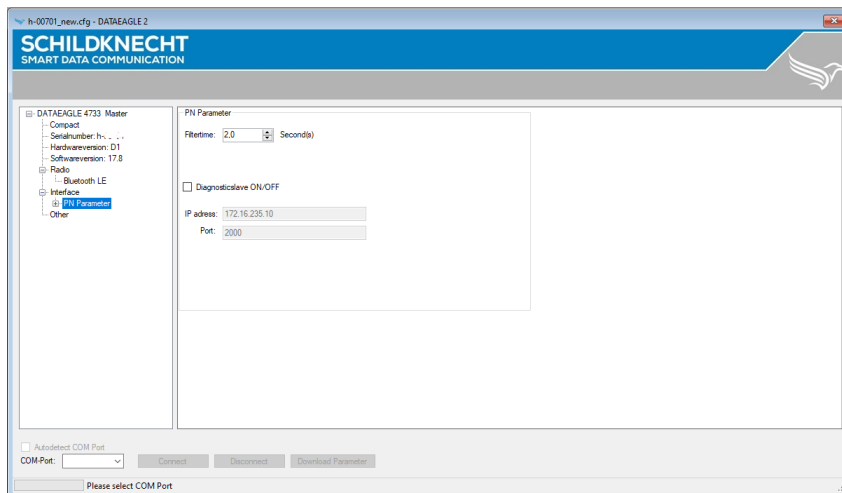 h-00701_new.cfg - DATAEAGLE 2
SCHILDKNECHT
SMART DATA COMMUNICATION
DATAEAGLE 4733 Master
Compact
Serialnumber: h-
Hardwareversion: D1
Softwareversion: 17.8
Radio
Bluetooth LE
Interface
PN Parameter
Other
PN Parameter
Filtertime: 2,0 Second(s)
Diagnosticslave ON/OFF
IP adress: 172.16.235.10
Port: 2000
Autodetect COM Port
COM-Port: Connect Disconnect Download Parameter
Please select COM Port